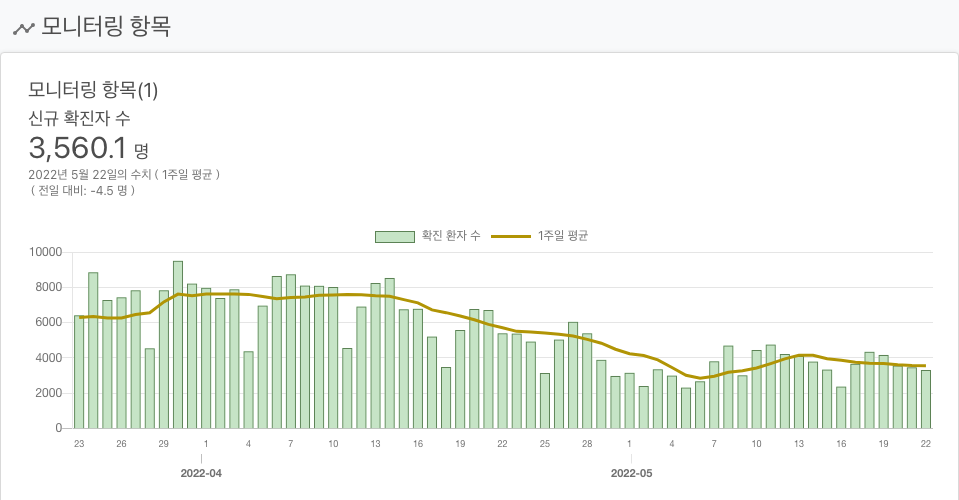 모니터링 항목
모니터링 항목(1)
신규 확진자 수
3,560.1 명
2022년 5월 22일의 수치 ( 1주일 평균 )
( 전일 대비: -4.5 명 )
확진 환자 수 1주일 평균
10000
8000
6000
4000
2000
0
23 26 29 1 4 7 10 13 16 19 22 25 28 1 4 7 10 13 16 19 22
2022-04 2022-05